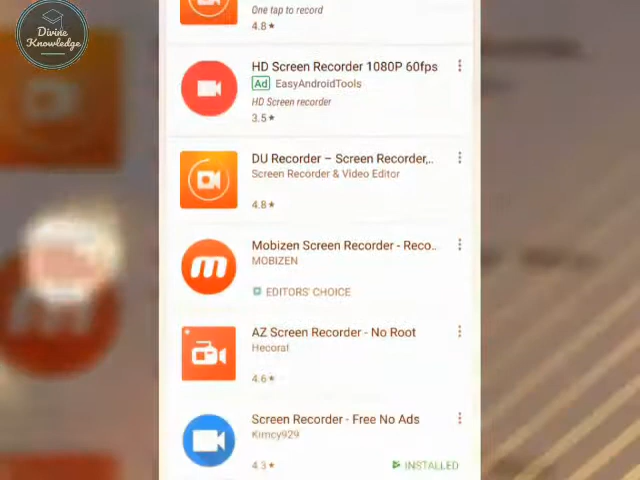 Divine
Knowledge
One tap to record
4.8★
HD Screen Recorder 1080P 60fps
Ad EasyAndroidTools
HD Screen recorder
3.5★
DU Recorder – Screen Recorder,..
Screen Recorder & Video Editor
4.8★
Mobizen Screen Recorder - Reco..
MOBIZEN
EDITORS' CHOICE
AZ Screen Recorder - No Root
Hecorat
4.6★
Screen Recorder - Free No Ads
Kimcy929
4.3★
INSTALLED